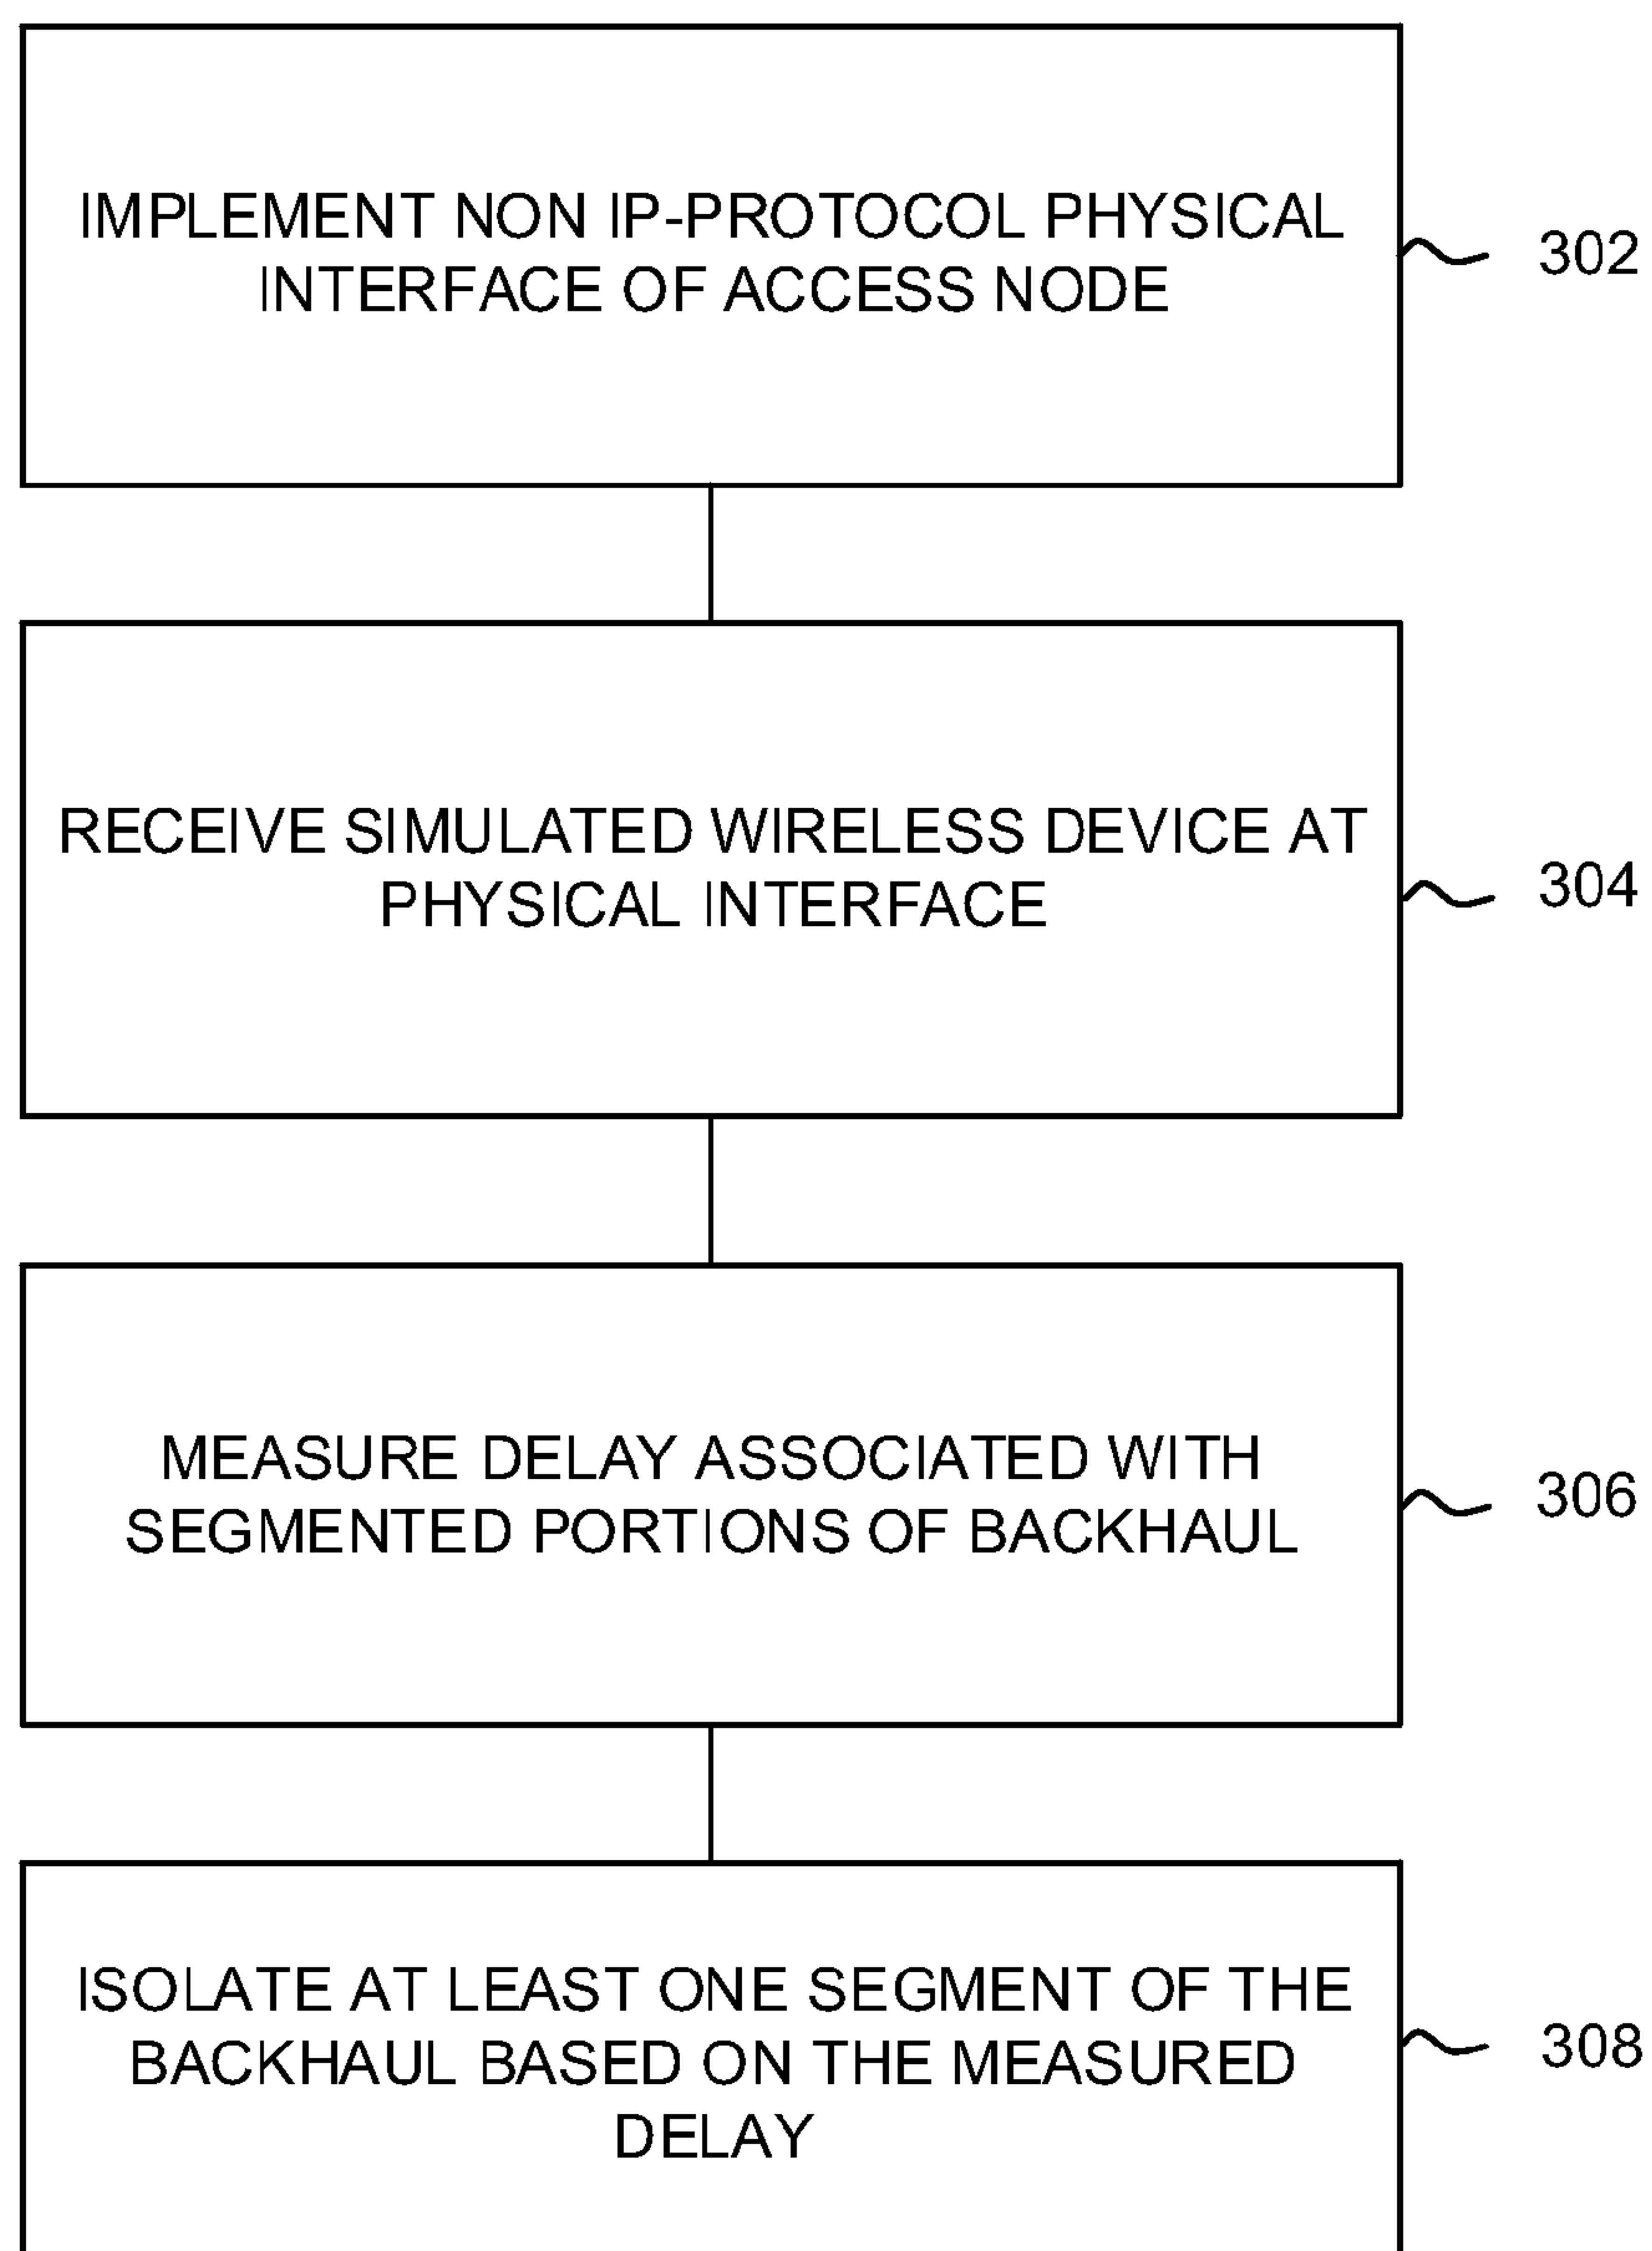 IMPLEMENT NON IP-PROTOCOL PHYSICAL
INTERFACE OF ACCESS NODE
302
RECEIVE SIMULATED WIRELESS DEVICE AT
PHYSICAL INTERFACE
304
MEASURE DELAY ASSOCIATED WITH
SEGMENTED PORTIONS OF BACKHAUL
306
ISOLATE AT LEAST ONE SEGMENT OF THE
BACKHAUL BASED ON THE MEASURED
DELAY
308